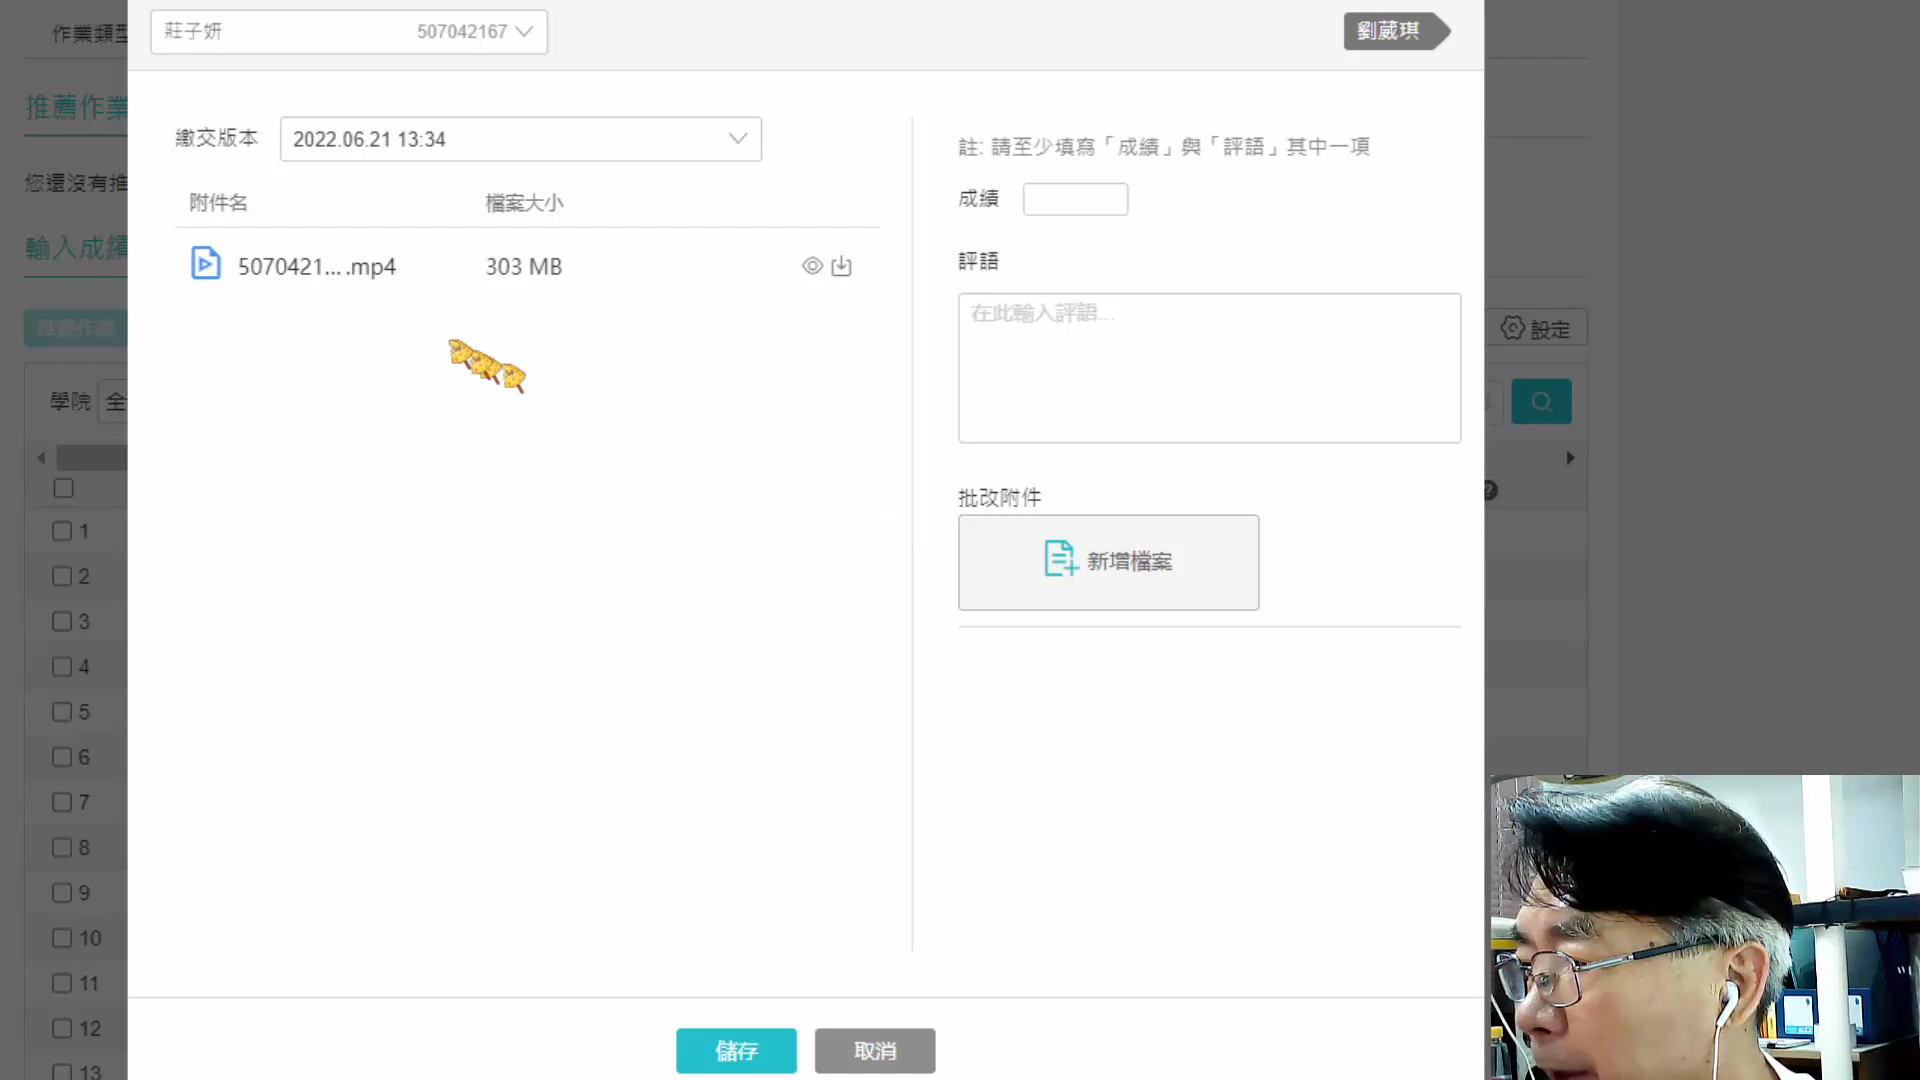 作業類型
莊子妍 507042167
劉葳琪
推薦作業
繳交版本 2022.06.21 13:34
註: 請至少填寫「成績」與「評語」其中一項
您還沒有推
附件名 檔案大小
成績
輸入成績
5070421... .mp4 303 MB
評語
在此輸入評語...
推薦作業
設定
學院 全
批改附件
新增檔案
1
2
3
4
5
6
7
8
9
10
11
12
13
儲存 取消